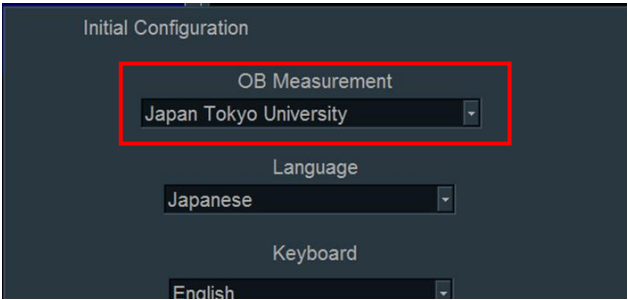 Initial Configuration
OB Measurement
Japan Tokyo University
Language
Japanese
Keyboard
English